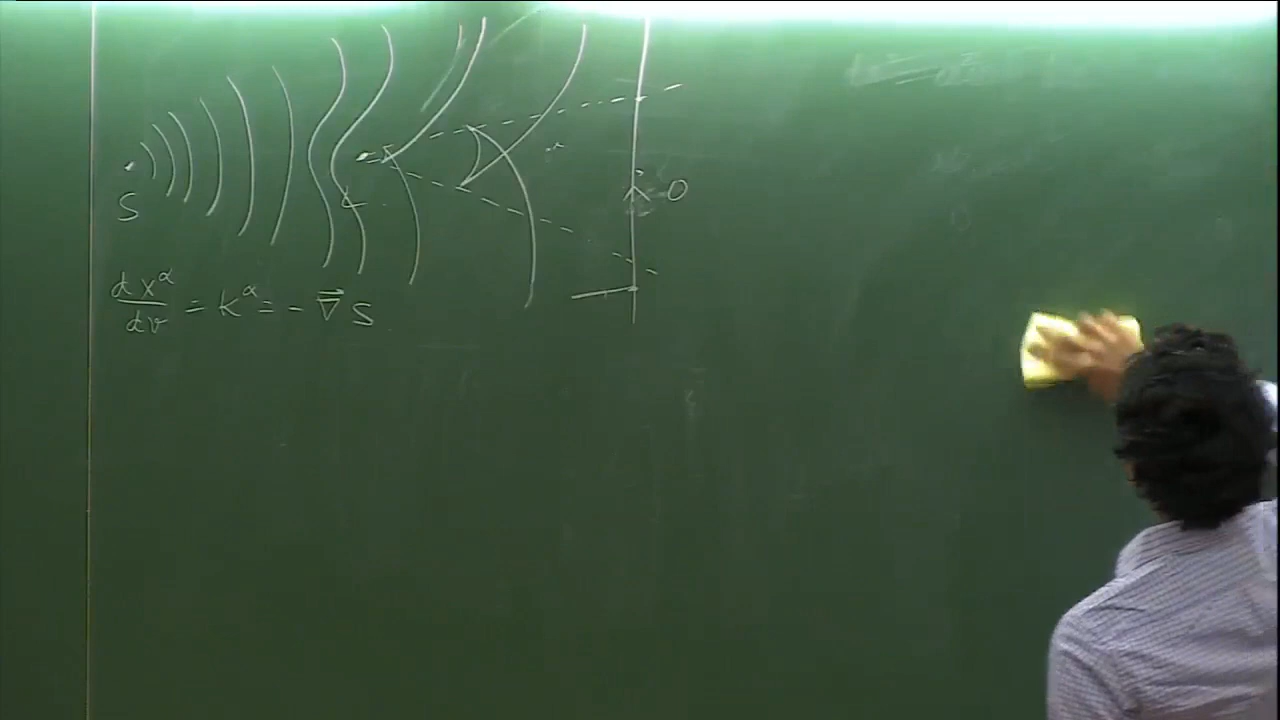 S
L
O
dx^α/dv = k^α = - ∇⃗ S